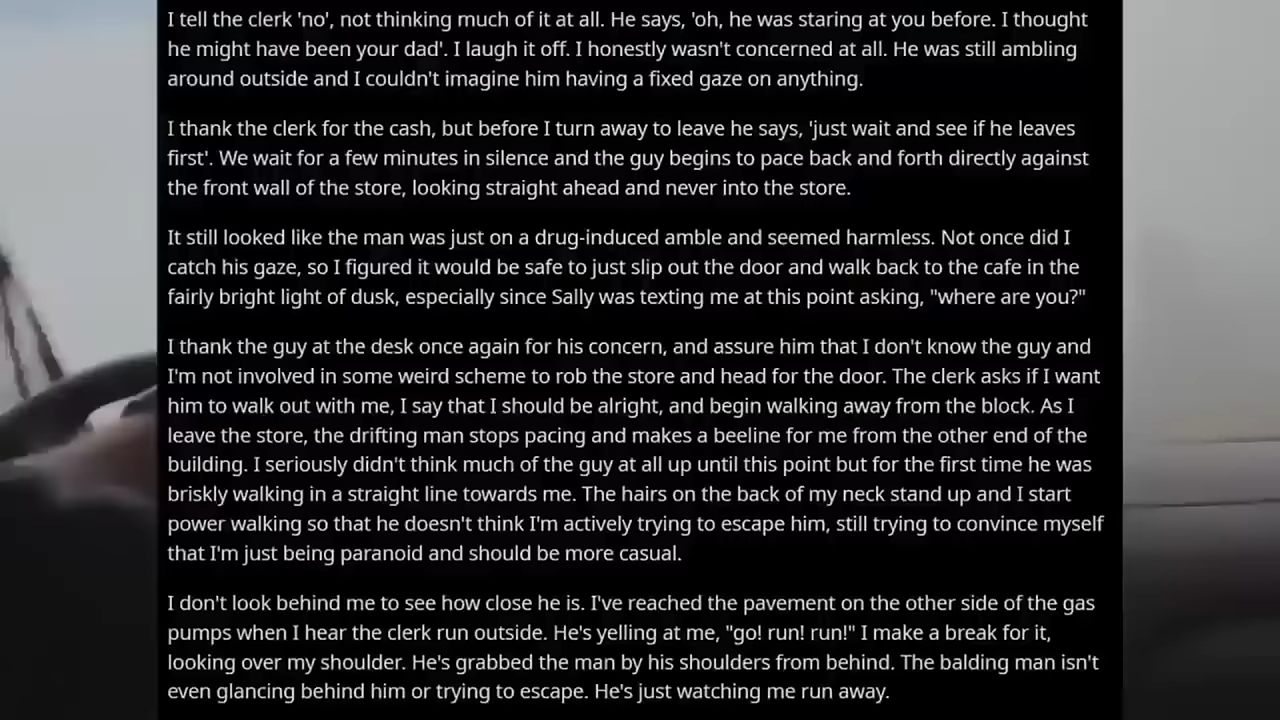 I tell the clerk 'no', not thinking much of it at all. He says, 'oh, he was staring at you before. I thought
he might have been your dad'. I laugh it off. I honestly wasn't concerned at all. He was still ambling
around outside and I couldn't imagine him having a fixed gaze on anything.
I thank the clerk for the cash, but before I turn away to leave he says, 'just wait and see if he leaves
first'. We wait for a few minutes in silence and the guy begins to pace back and forth directly against
the front wall of the store, looking straight ahead and never into the store.
It still looked like the man was just on a drug-induced amble and seemed harmless. Not once did I
catch his gaze, so I figured it would be safe to just slip out the door and walk back to the cafe in the
fairly bright light of dusk, especially since Sally was texting me at this point asking, "where are you?"
I thank the guy at the desk once again for his concern, and assure him that I don't know the guy and
I'm not involved in some weird scheme to rob the store and head for the door. The clerk asks if I want
him to walk out with me, I say that I should be alright, and begin walking away from the block. As I
leave the store, the drifting man stops pacing and makes a beeline for me from the other end of the
building. I seriously didn't think much of the guy at all up until this point but for the first time he was
briskly walking in a straight line towards me. The hairs on the back of my neck stand up and I start
power walking so that he doesn't think I'm actively trying to escape him, still trying to convince myself
that I'm just being paranoid and should be more casual.
I don't look behind me to see how close he is. I've reached the pavement on the other side of the gas
pumps when I hear the clerk run outside. He's yelling at me, "go! run! run!" I make a break for it,
looking over my shoulder. He's grabbed the man by his shoulders from behind. The balding man isn't
even glancing behind him or trying to escape. He's just watching me run away.